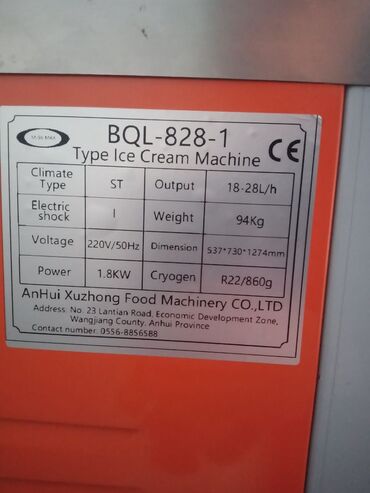 BQL-828-1
Type Ice Cream Machine CE
Climate Type ST Output 18-28L/h
Electric shock I Weight 94Kg
Voltage 220V/50Hz Dimension 537*730*1274mm
Power 1.8KW Cryogen R22/860g
AnHui Xuzhong Food Machinery CO.,LTD
Address: No. 23 Lantian Road, Economic Development Zone,
Wangjiang County. Anhui Province
Contact number: 0556-8856588